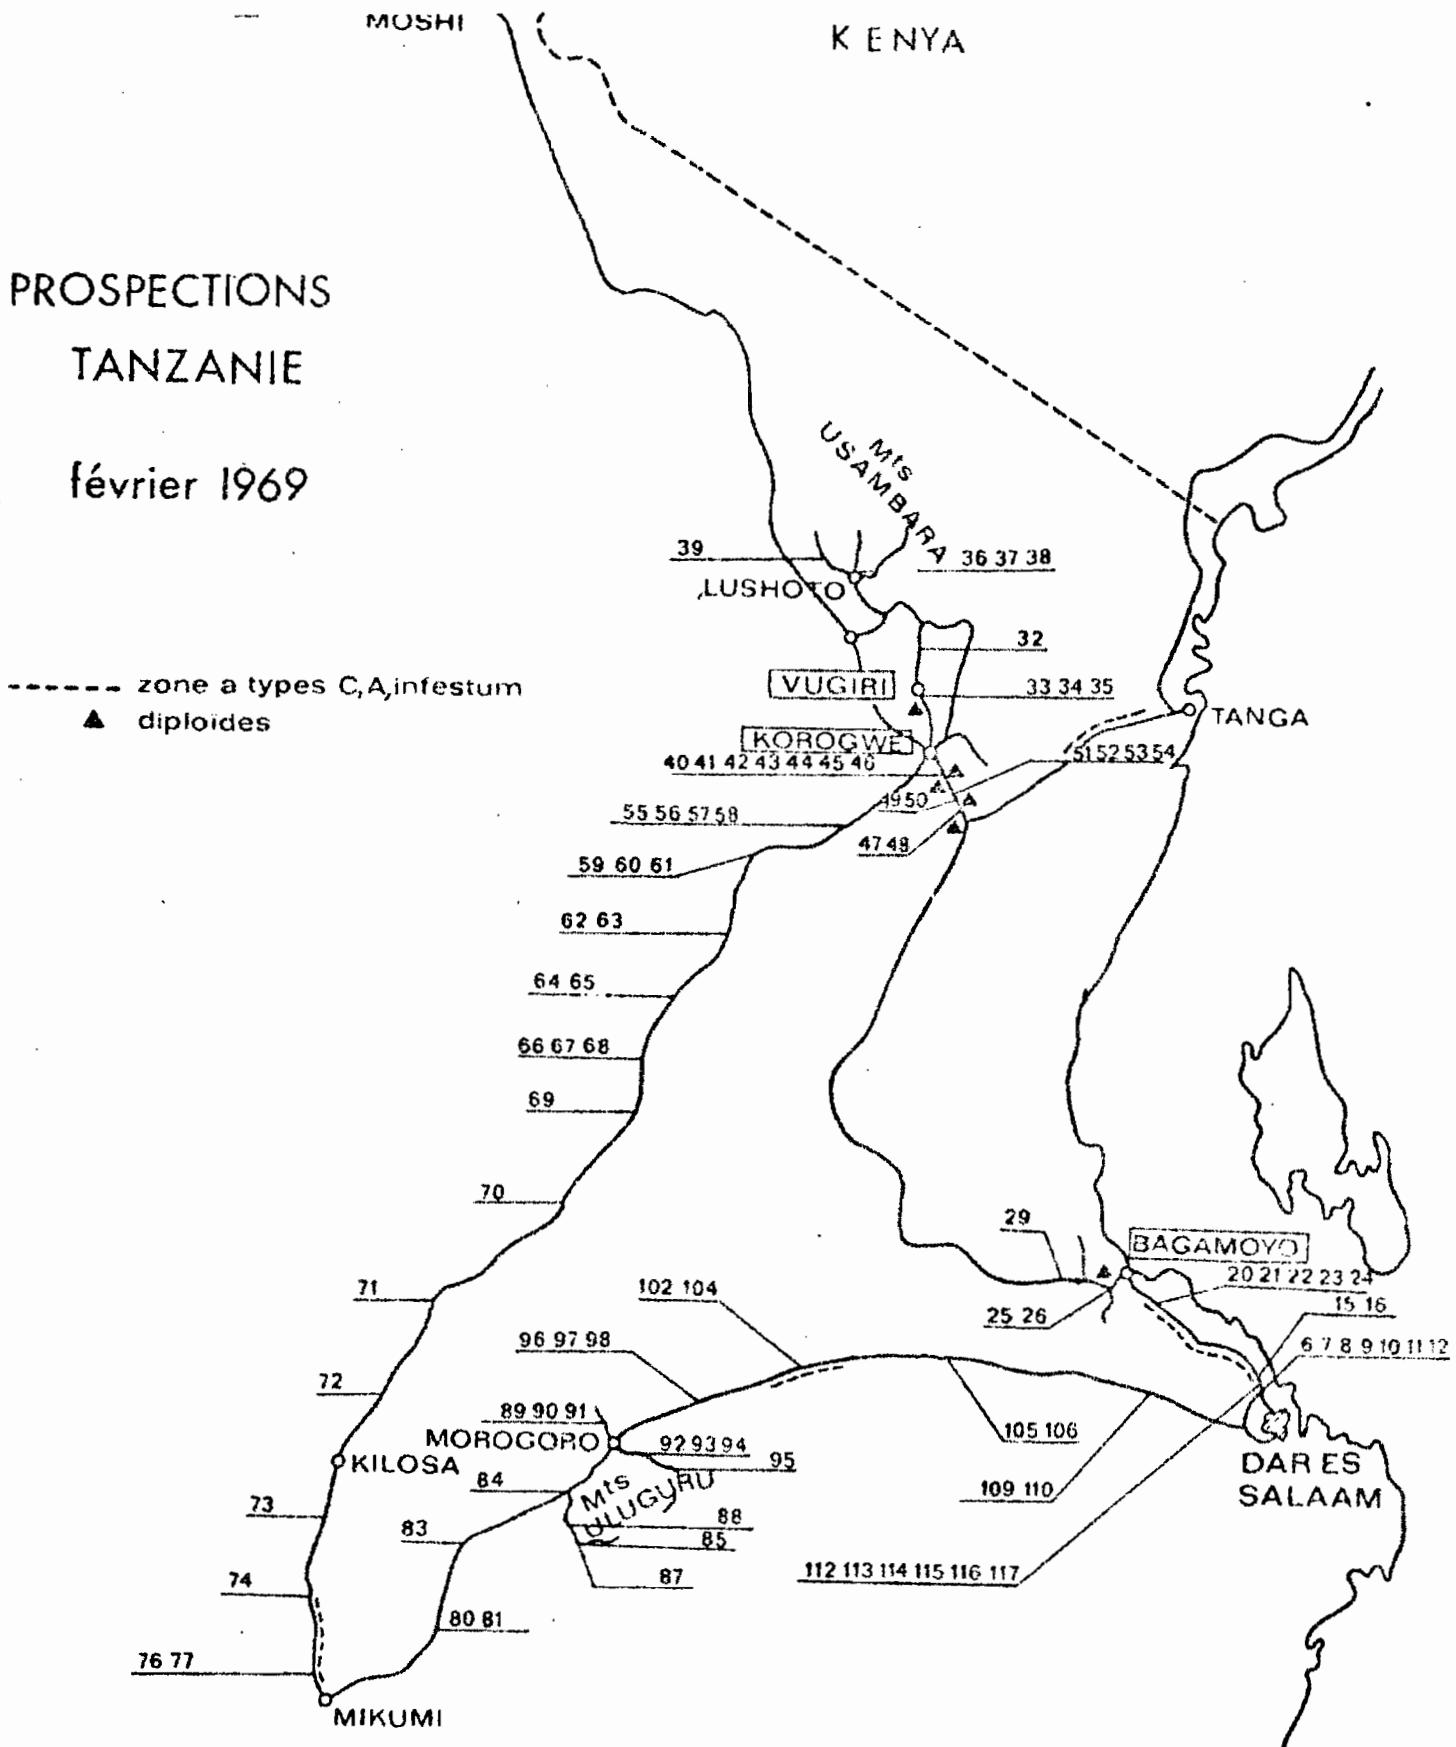 MOSHI
KENYA
PROSPECTIONS
TANZANIE
février 1969
Mts
USAMBARA
39
36 37 38
LUSHOTO
32
zone a types C,A,infestum
VUGIRI
33 34 35
diploïdes
TANGA
KOROGWE
40 41 42 43 44 45 46
51 52 53 54
49 50
55 56 57 58
47 48
59 60 61
62 63
64 65
66 67 68
69
70
29
BAGAMOYO
20 21 22 23 24
71
102 104
25 26
15 16
96 97 98
6 7 8 9 10 11 12
72
89 90 91
MOROGORO
92 93 94
105 106
KILOSA
95
DAR ES
SALAAM
84
Mts
ULUGURU
109 110
73
88
83
85
74
87
112 113 114 115 116 117
80 81
76 77
MIKUMI